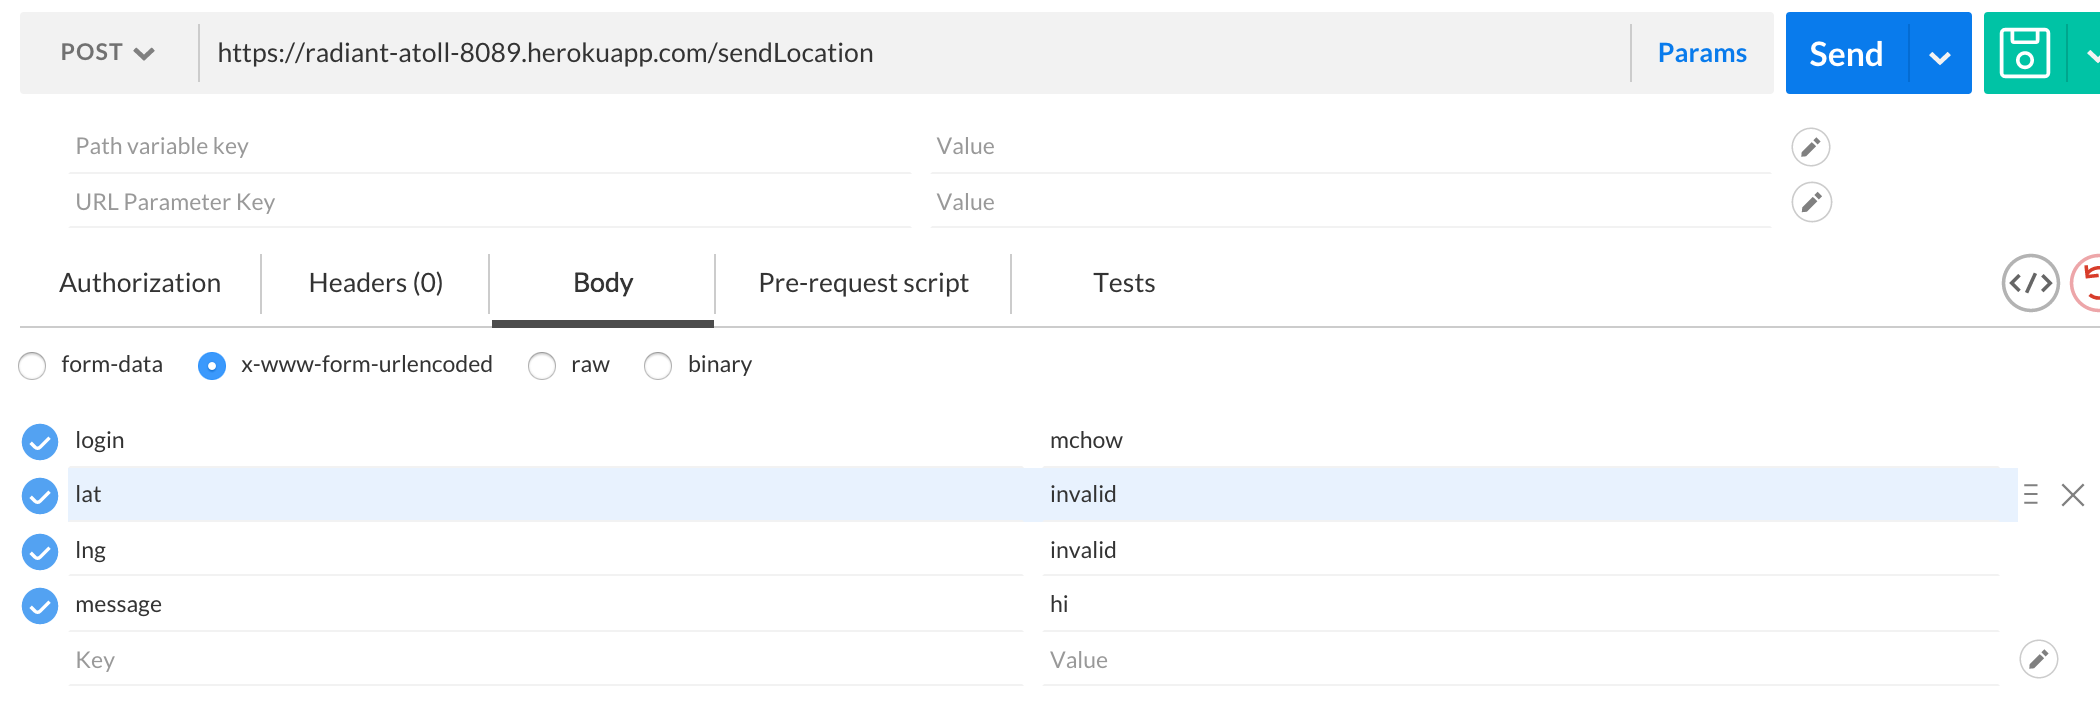 POST https://radiant-atoll-8089.herokuapp.com/sendLocation Params Send
Path variable key Value
URL Parameter Key Value
Authorization Headers (0) Body Pre-request script Tests
form-data x-www-form-urlencoded raw binary
login mchow
lat invalid
lng invalid
message hi
Key Value